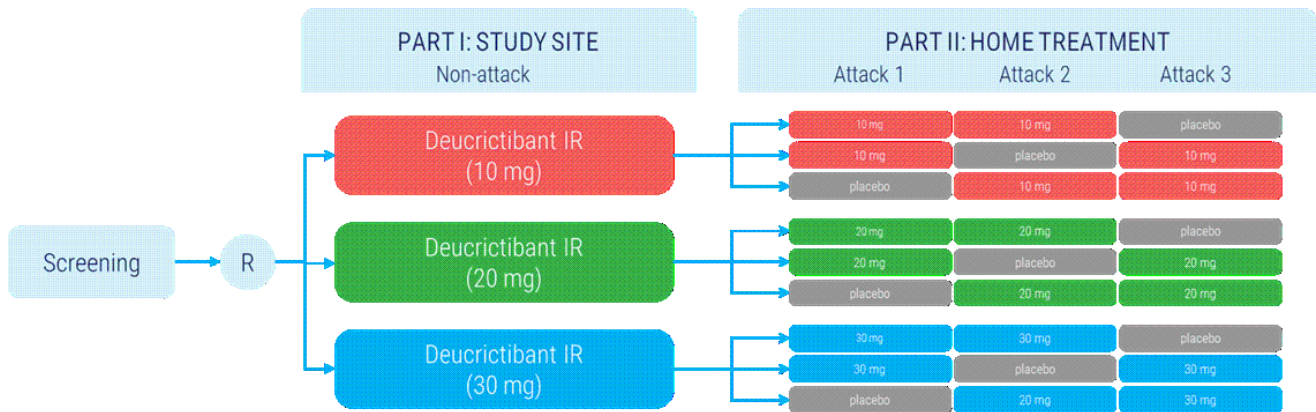 PART I: STUDY SITE
Non-attack
PART II: HOME TREATMENT
Attack 1 Attack 2 Attack 3
Screening
R
Deucrictibant IR
(10 mg)
10 mg 10 mg placebo
10 mg placebo 10 mg
placebo 10 mg 10 mg
Deucrictibant IR
(20 mg)
20 mg 20 mg placebo
20 mg placebo 20 mg
placebo 20 mg 20 mg
Deucrictibant IR
(30 mg)
30 mg 30 mg placebo
30 mg placebo 30 mg
placebo 20 mg 30 mg